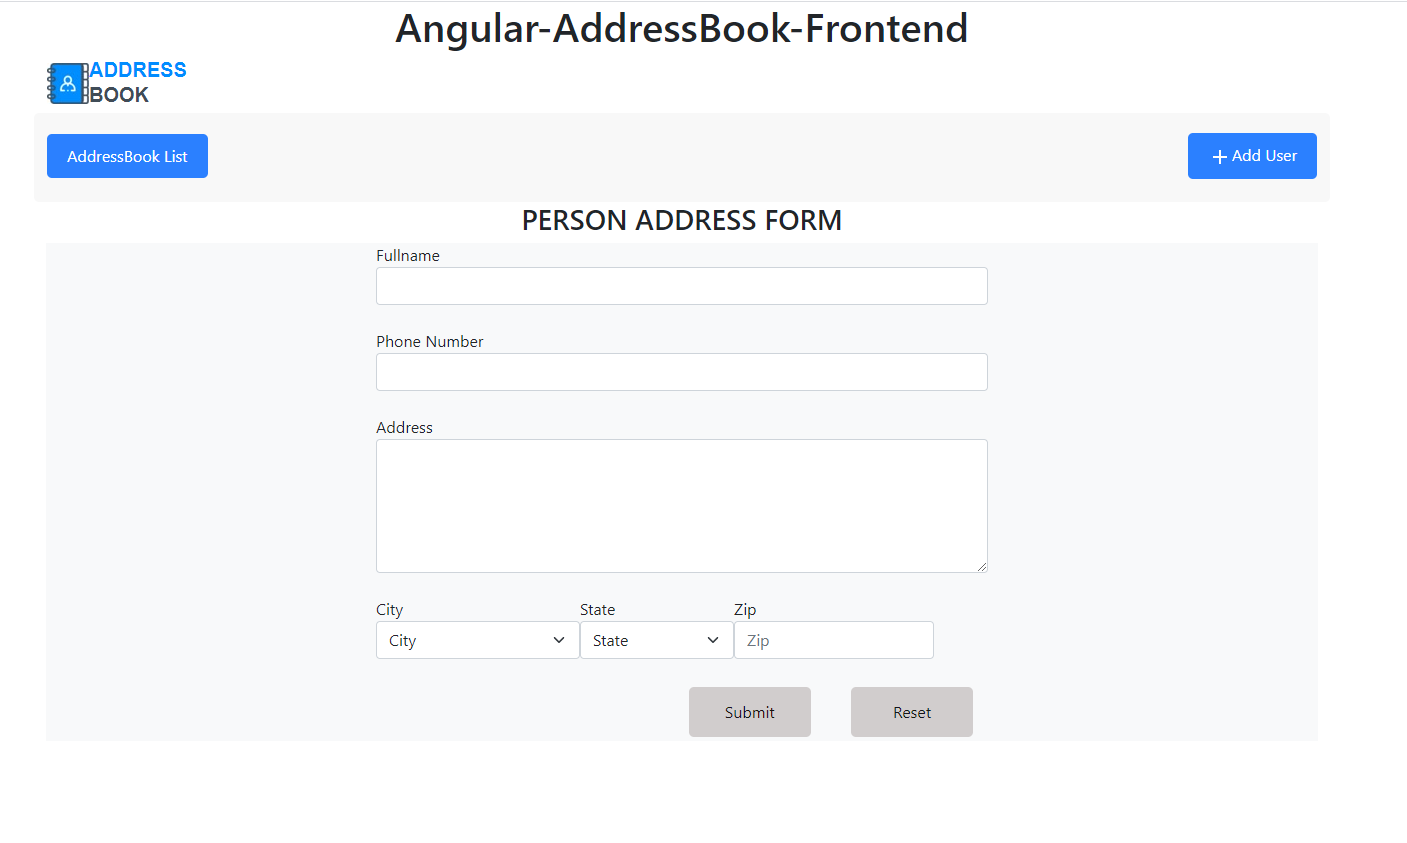 Angular-AddressBook-Frontend
ADDRESS
BOOK
AddressBook List
Add User
PERSON ADDRESS FORM
Fullname
Phone Number
Address
City State Zip
City State Zip
Submit Reset